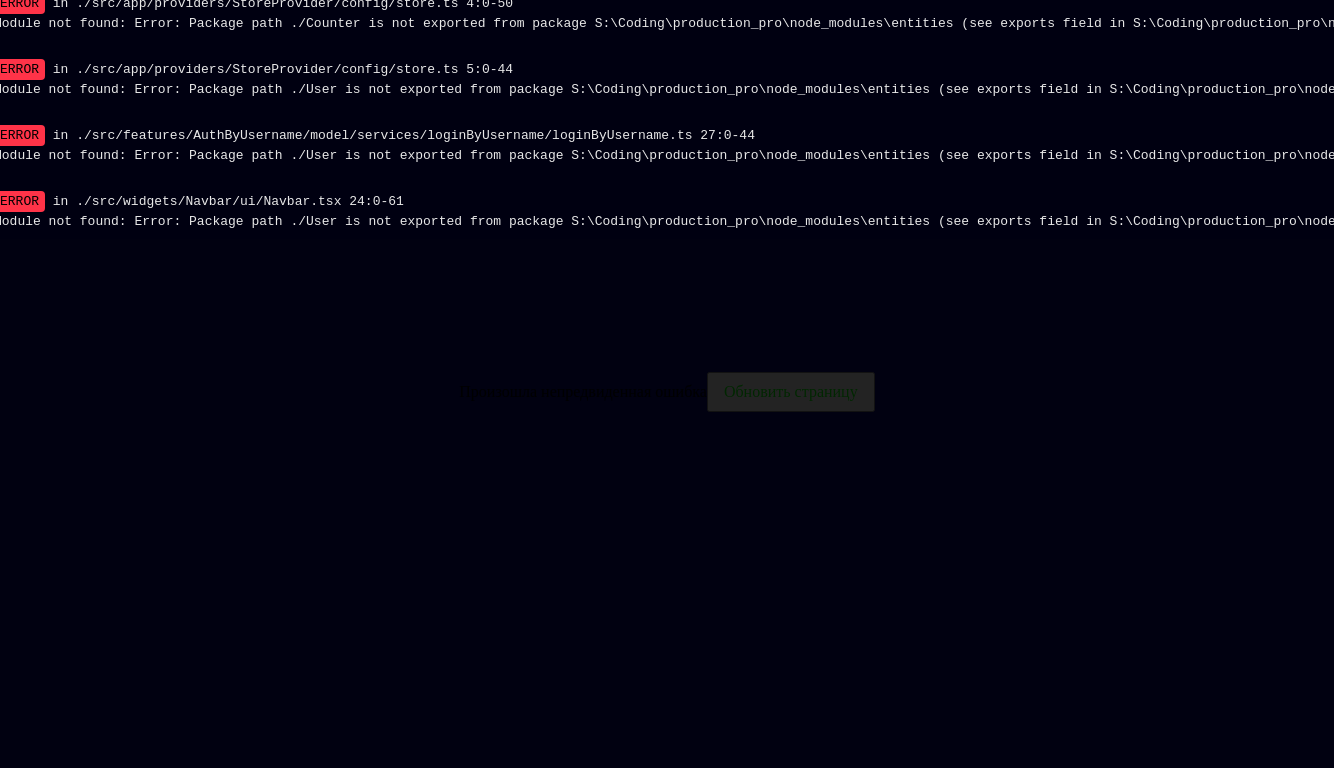 ERROR in ./src/app/providers/StoreProvider/config/store.ts 4:0-50
Module not found: Error: Package path ./Counter is not exported from package S:\Coding\production_pro\node_modules\entities (see exports field in S:\Coding\production_pro\n
ERROR in ./src/app/providers/StoreProvider/config/store.ts 5:0-44
Module not found: Error: Package path ./User is not exported from package S:\Coding\production_pro\node_modules\entities (see exports field in S:\Coding\production_pro\node
ERROR in ./src/features/AuthByUsername/model/services/loginByUsername/loginByUsername.ts 27:0-44
Module not found: Error: Package path ./User is not exported from package S:\Coding\production_pro\node_modules\entities (see exports field in S:\Coding\production_pro\node
ERROR in ./src/widgets/Navbar/ui/Navbar.tsx 24:0-61
Module not found: Error: Package path ./User is not exported from package S:\Coding\production_pro\node_modules\entities (see exports field in S:\Coding\production_pro\node
Обновить страницу